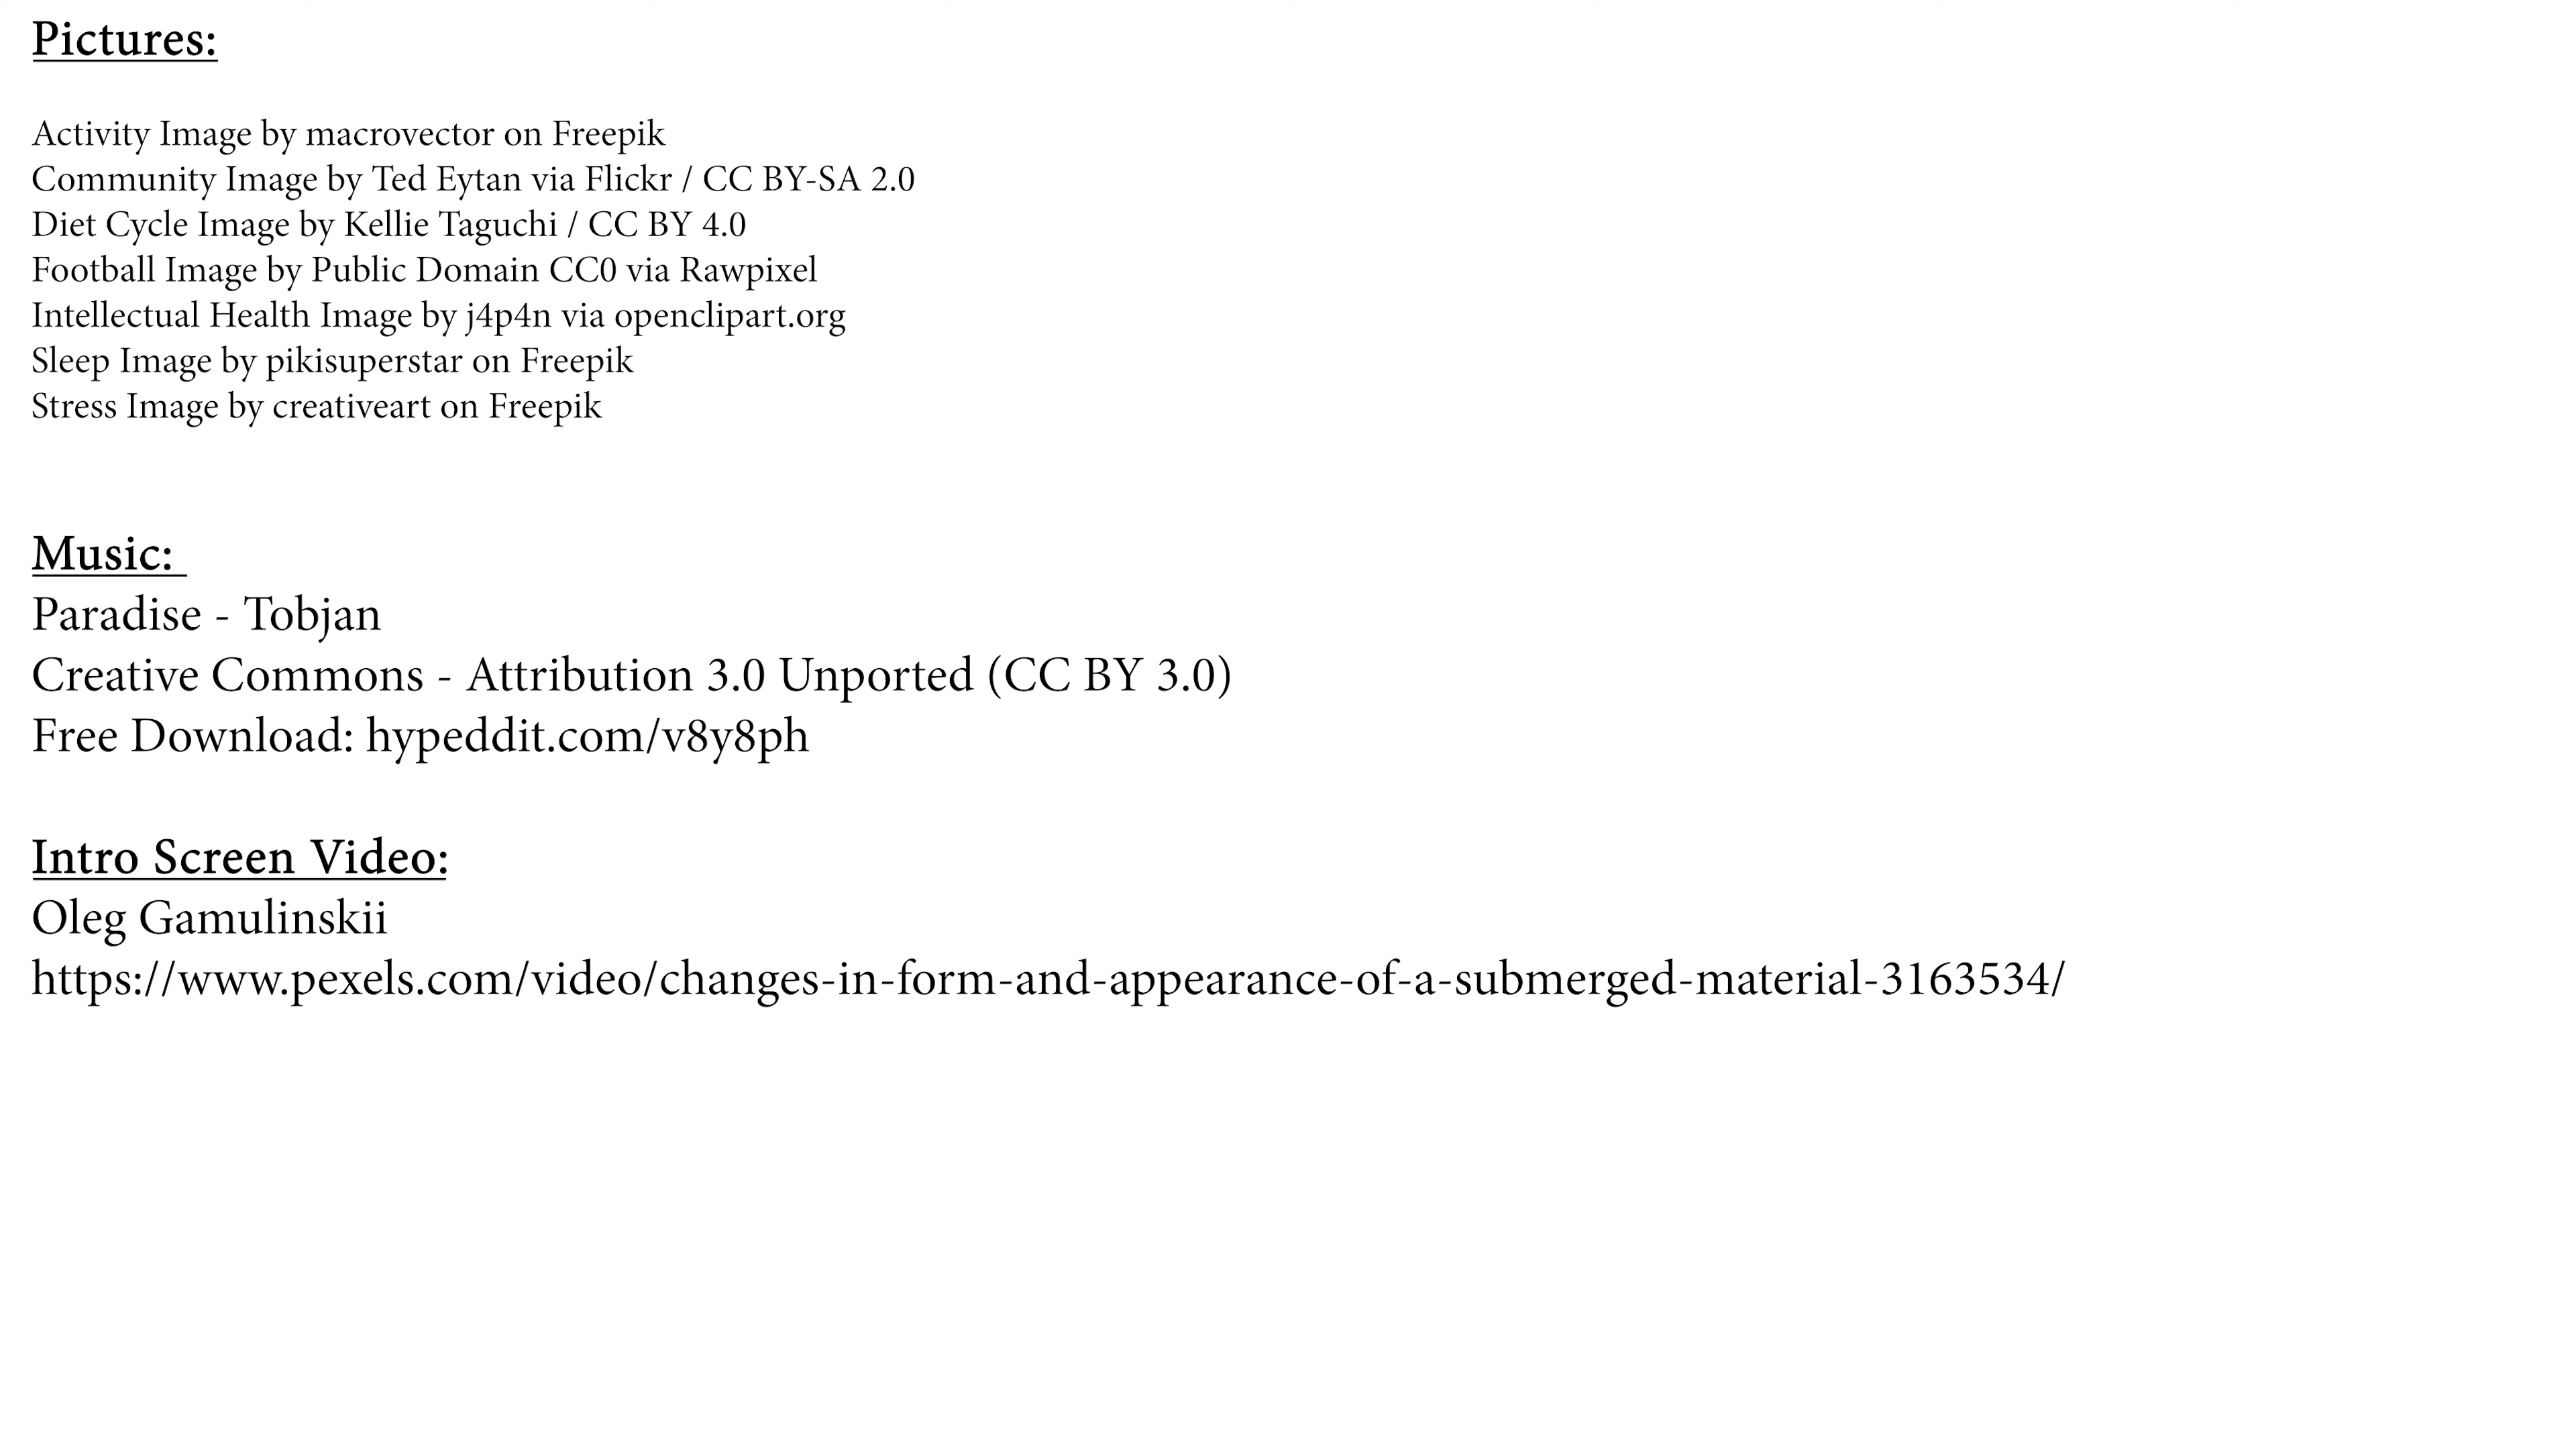 Pictures:
Activity Image by macrovector on Freepik
Community Image by Ted Eytan via Flickr / CC BY-SA 2.0
Diet Cycle Image by Kellie Taguchi / CC BY 4.0
Football Image by Public Domain CC0 via Rawpixel
Intellectual Health Image by j4p4n via openclipart.org
Sleep Image by pikisuperstar on Freepik
Stress Image by creativeart on Freepik
Music:
Paradise - Tobjan
Creative Commons - Attribution 3.0 Unported (CC BY 3.0)
Free Download: hypeddit.com/v8y8ph
Intro Screen Video:
Oleg Gamulinskii
https://www.pexels.com/video/changes-in-form-and-appearance-of-a-submerged-material-3163534/